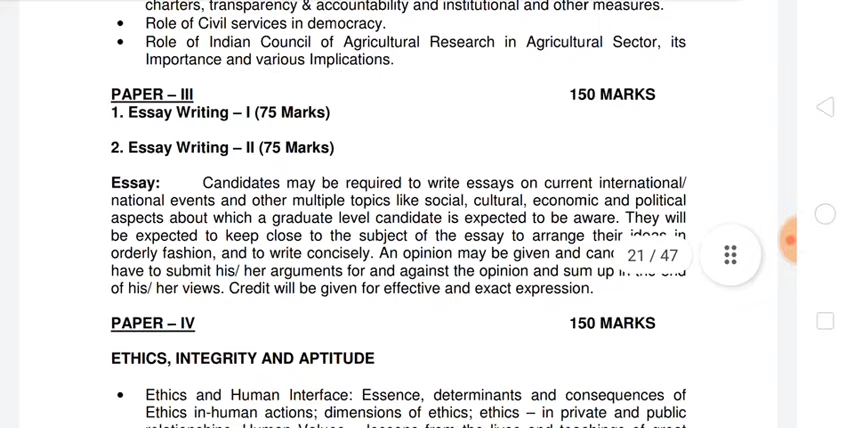 charters, transparency & accountability and institutional and other measures.
• Role of Civil services in democracy.
• Role of Indian Council of Agricultural Research in Agricultural Sector, its
Importance and various Implications.
PAPER – III 150 MARKS
1. Essay Writing – I (75 Marks)
2. Essay Writing – II (75 Marks)
Essay: Candidates may be required to write essays on current international/
national events and other multiple topics like social, cultural, economic and political
aspects about which a graduate level candidate is expected to be aware. They will
be expected to keep close to the subject of the essay to arrange their ideas in
orderly fashion, and to write concisely. An opinion may be given and
21 / 47
have to submit his/ her arguments for and against the opinion and sum up
of his/ her views. Credit will be given for effective and exact expression.
PAPER – IV 150 MARKS
ETHICS, INTEGRITY AND APTITUDE
• Ethics and Human Interface: Essence, determinants and consequences of
Ethics in-human actions; dimensions of ethics; ethics – in private and public